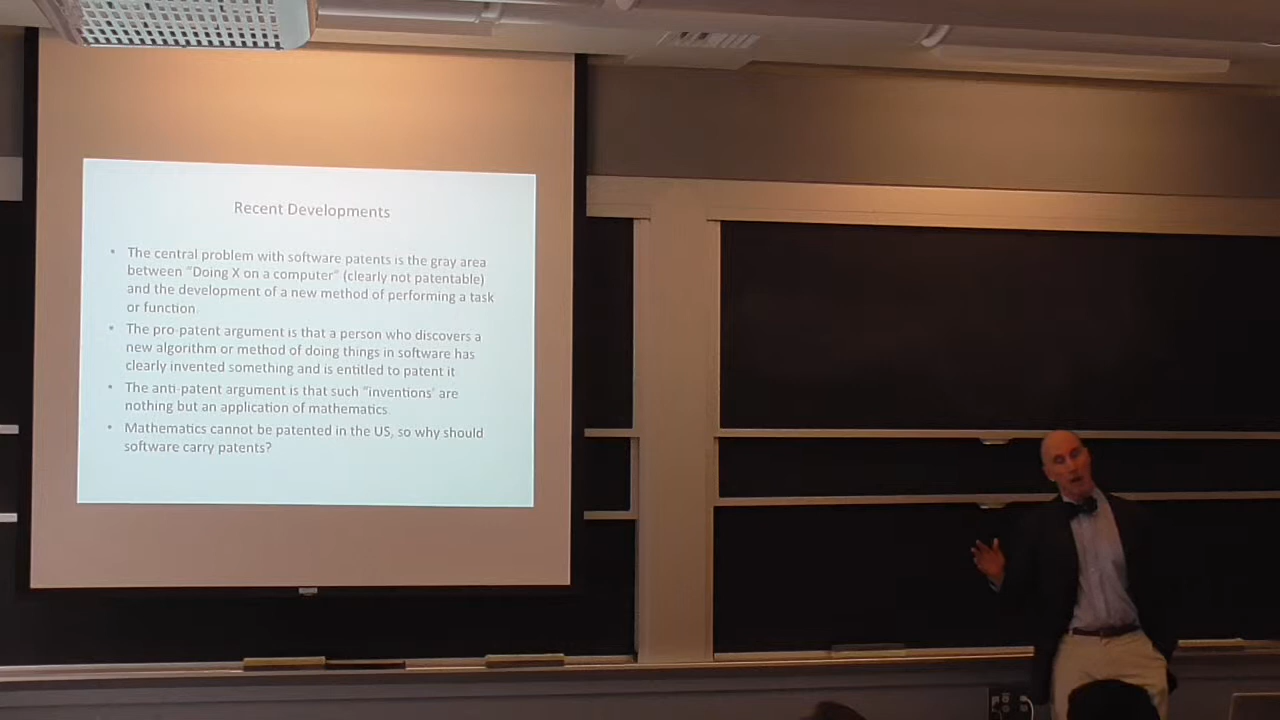 Recent Developments
• The central problem with software patents is the gray area
between "Doing X on a computer" (clearly not patentable)
and the development of a new method of performing a task
or function.
• The pro-patent argument is that a person who discovers a
new algorithm or method of doing things in software has
clearly invented something and is entitled to patent it
• The anti-patent argument is that such "inventions' are
nothing but an application of mathematics.
• Mathematics cannot be patented in the US, so why should
software carry patents?